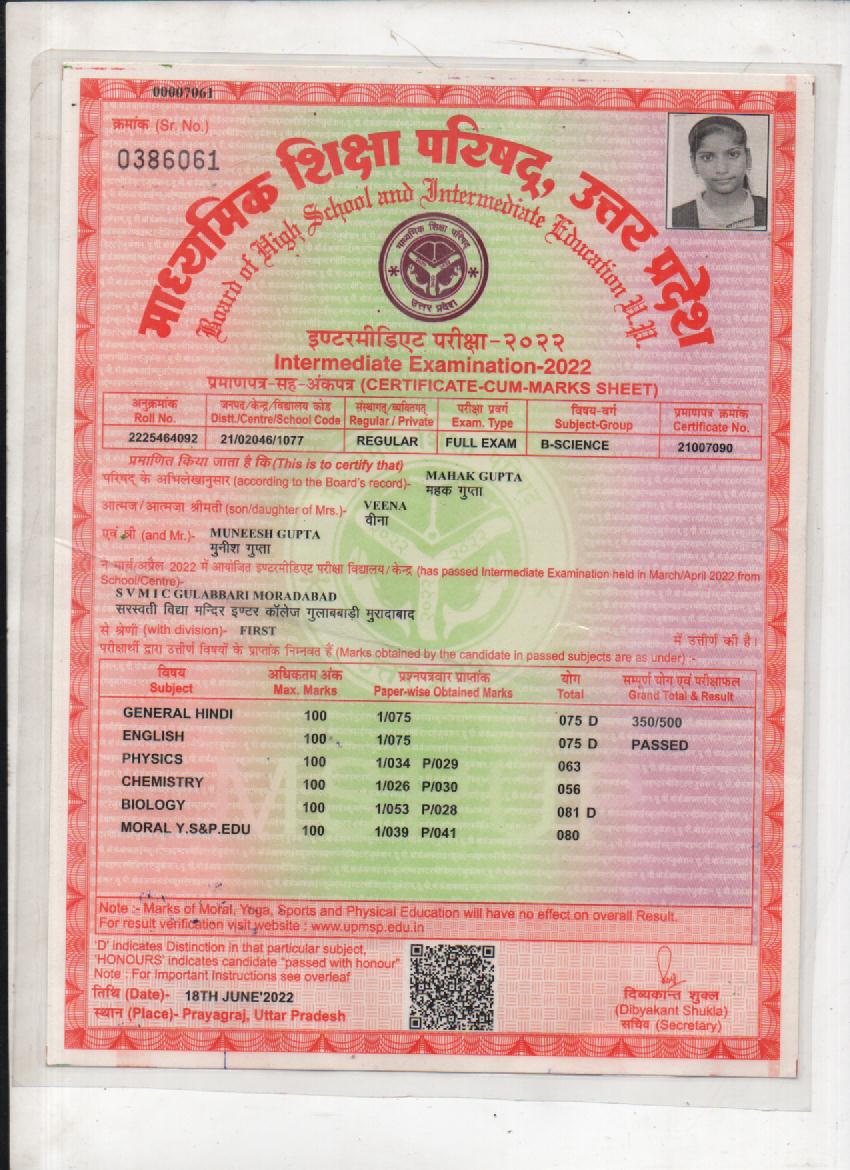 00007061
क्रमांक (Sr. No.)
0386061
माध्यमिक शिक्षा परिषद्, उत्तर प्रदेश
Board of High School and Intermediate Education U.P.
माध्यमिक शिक्षा परिषद
उत्तर प्रदेश
इण्टरमीडिएट परीक्षा-२०२२
Intermediate Examination-2022
प्रमाणपत्र-सह-अंकपत्र (CERTIFICATE-CUM-MARKS SHEET)
अनुक्रमांक जनपद/केन्द्र/विद्यालय कोड संस्थागत/व्यक्तिगत परीक्षा प्रवर्ग विषय-वर्ग प्रमाणपत्र क्रमांक
Roll No. Distt./Centre/School Code Regular / Private Exam. Type Subject-Group Certificate No.
2225464092 21/02046/1077 REGULAR FULL EXAM B-SCIENCE 21007090
प्रमाणित किया जाता है कि (This is to certify that)
परिषद् के अभिलेखानुसार (according to the Board's record)- MAHAK GUPTA
महक गुप्ता
आत्मज/आत्मजा श्रीमती (son/daughter of Mrs.)- VEENA
वीना
एवं श्री (and Mr.)- MUNEESH GUPTA
मुनीश गुप्ता
ने मार्च/अप्रैल 2022 में आयोजित इण्टरमीडिएट परीक्षा विद्यालय/केन्द्र (has passed Intermediate Examination held in March/April 2022 from
School/Centre)-
S V M I C GULABBARI MORADABAD
सरस्वती विद्या मन्दिर इण्टर कॉलेज गुलाबबाड़ी मुरादाबाद
से श्रेणी (with division)- FIRST में उत्तीर्ण की है।
परीक्षार्थी द्वारा उत्तीर्ण विषयों के प्राप्तांक निम्नवत हैं (Marks obtained by the candidate in passed subjects are as under) :-
विषय अधिकतम अंक प्रश्नपत्रवार प्राप्तांक योग सम्पूर्ण योग एवं परीक्षाफल
Subject Max. Marks Paper-wise Obtained Marks Total Grand Total & Result
GENERAL HINDI 100 1/075 075 D 350/500
ENGLISH 100 1/075 075 D PASSED
PHYSICS 100 1/034 P/029 063
CHEMISTRY 100 1/026 P/030 056
BIOLOGY 100 1/053 P/028 081 D
MORAL Y.S&P.EDU 100 1/039 P/041 080
Note :- Marks of Moral, Yoga, Sports and Physical Education will have no effect on overall Result.
For result verification visit website : www.upmsp.edu.in
'D' indicates Distinction in that particular subject,
'HONOURS' indicates candidate "passed with honour"
Note : For Important Instructions see overleaf
तिथि (Date)- 18TH JUNE'2022
स्थान (Place)- Prayagraj, Uttar Pradesh
दिब्यकान्त शुक्ल
(Dibyakant Shukla)
सचिव (Secretary)